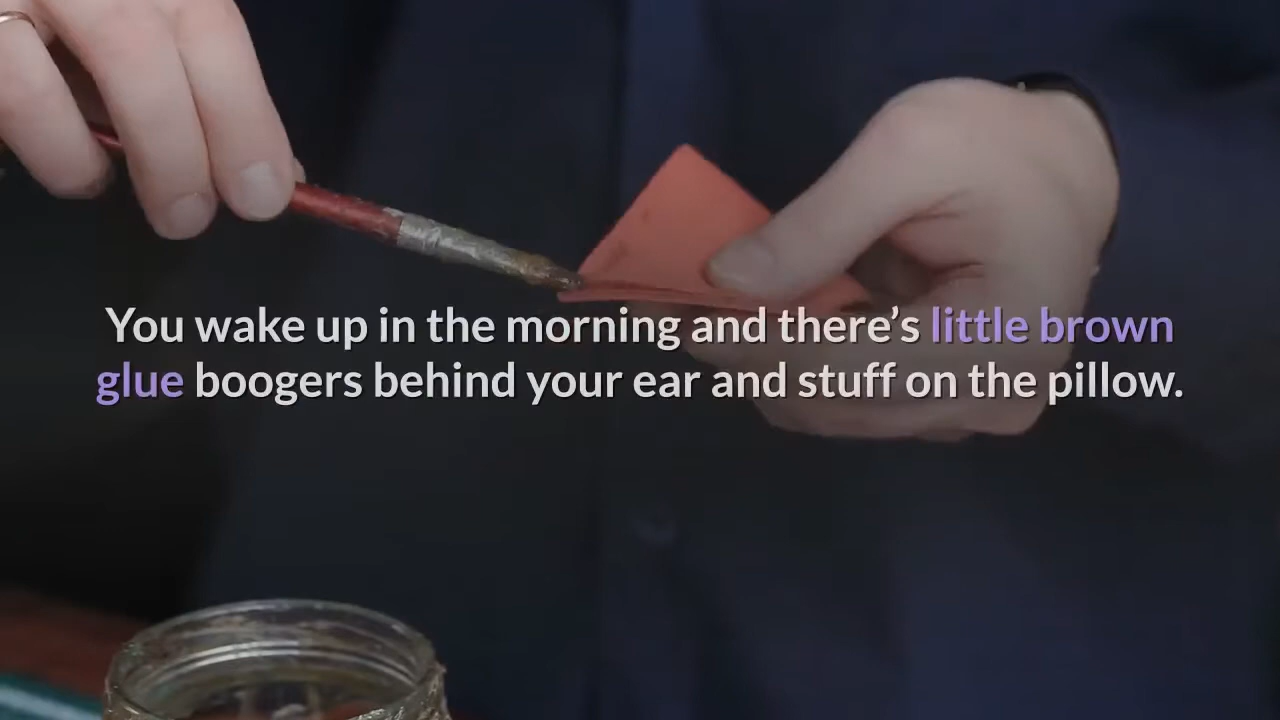 You wake up in the morning and there’s little brown
glue boogers behind your ear and stuff on the pillow.